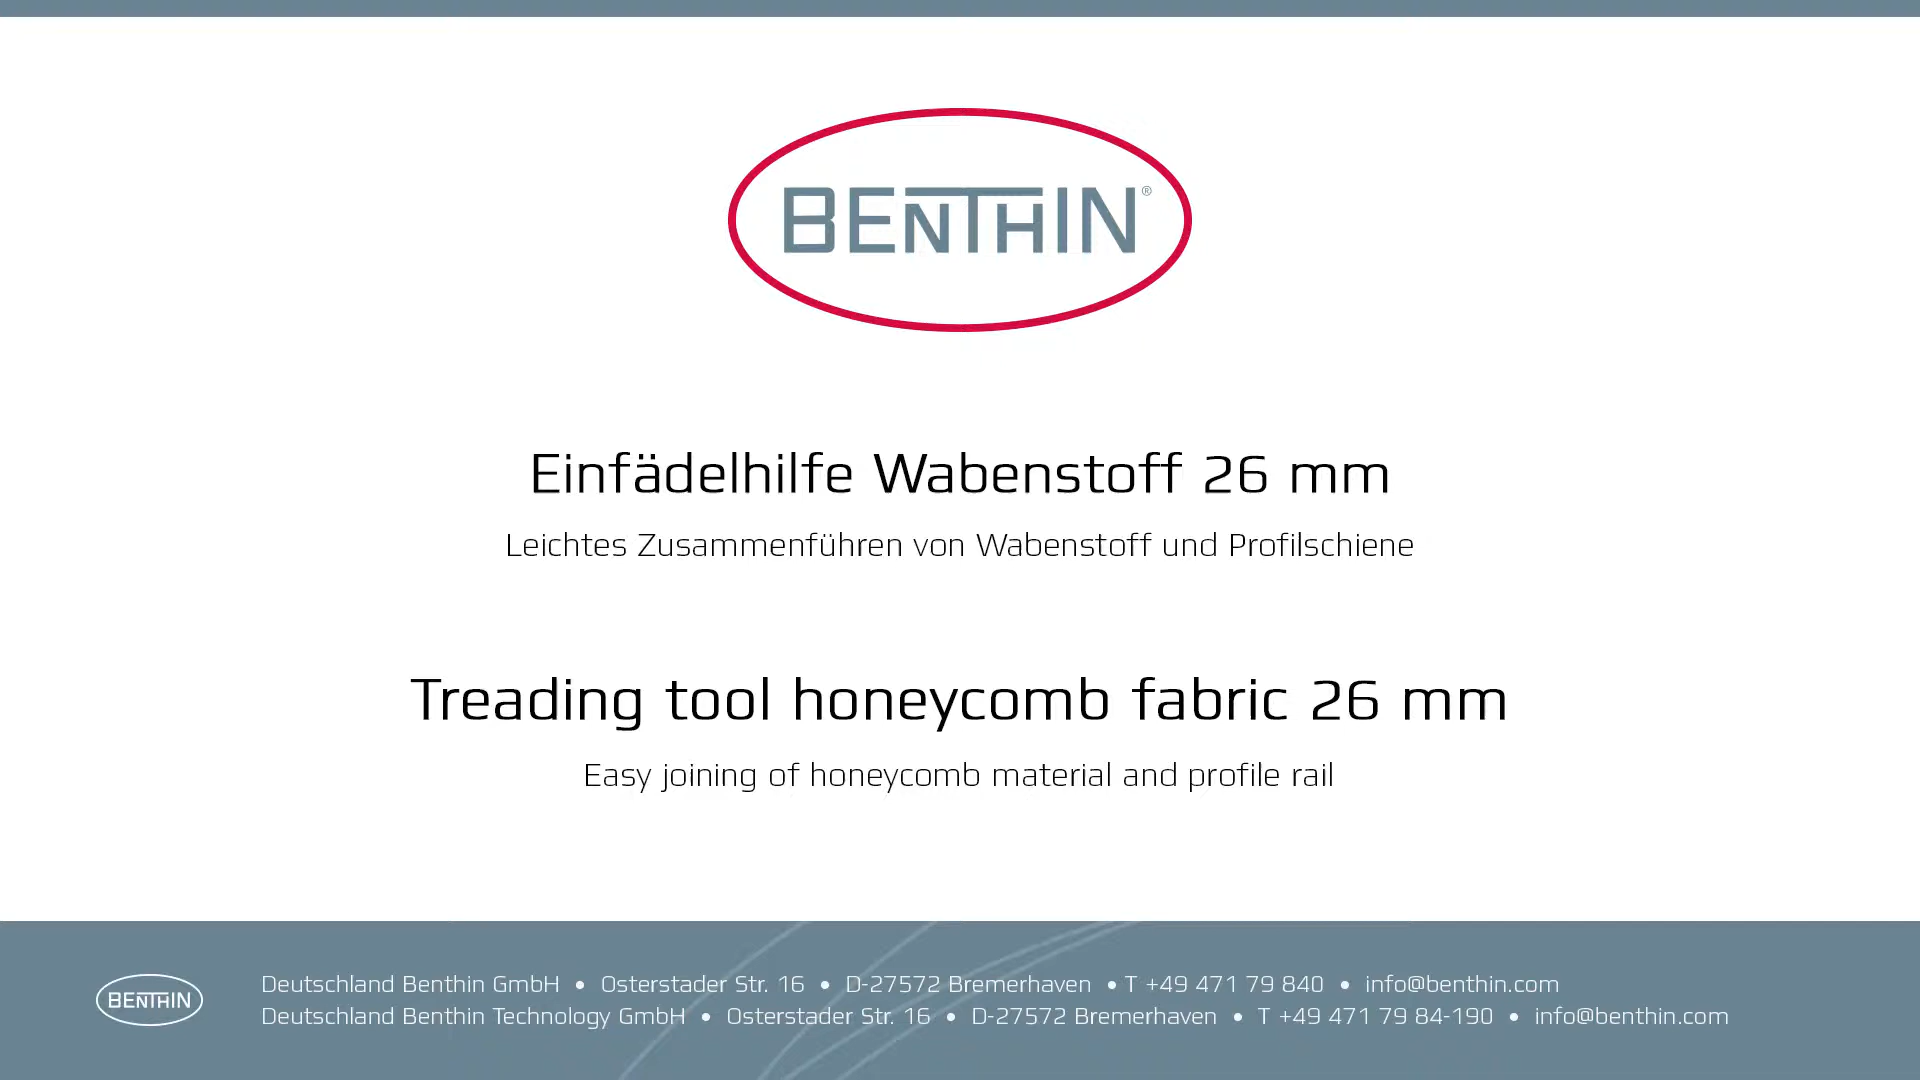 BENTHIN®
Einfädelhilfe Wabenstoff 26 mm
Leichtes Zusammenführen von Wabenstoff und Profilschiene
Treading tool honeycomb fabric 26 mm
Easy joining of honeycomb material and profile rail
BENTHIN
Deutschland Benthin GmbH • Osterstader Str. 16 • D-27572 Bremerhaven • T +49 471 79 840 • info@benthin.com
Deutschland Benthin Technology GmbH • Osterstader Str. 16 • D-27572 Bremerhaven • T +49 471 79 84-190 • info@benthin.com